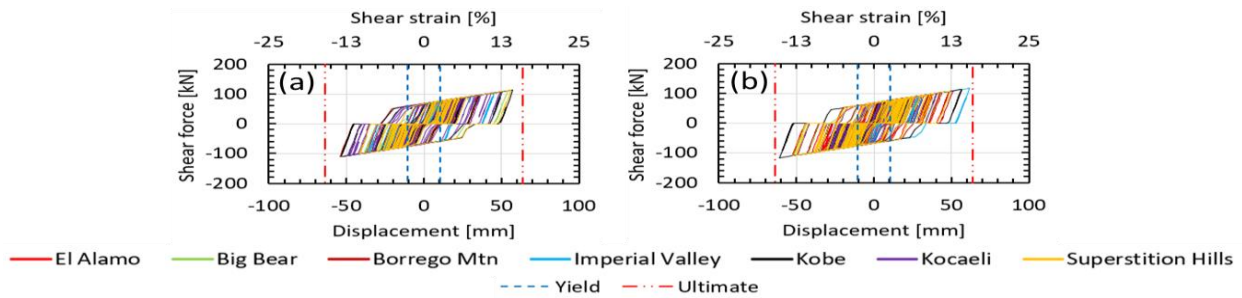 Shear strain [%]
-25 -13 0 13 25
Shear force [kN]
200
100
0
-100
-200
(a)
-100 -50 0 50 100
Displacement [mm]
Shear strain [%]
-25 -13 0 13 25
Shear force [kN]
200
100
0
-100
-200
(b)
-100 -50 0 50 100
Displacement [mm]
El Alamo Big Bear Borrego Mtn Imperial Valley Kobe Kocaeli Superstition Hills
Yield Ultimate